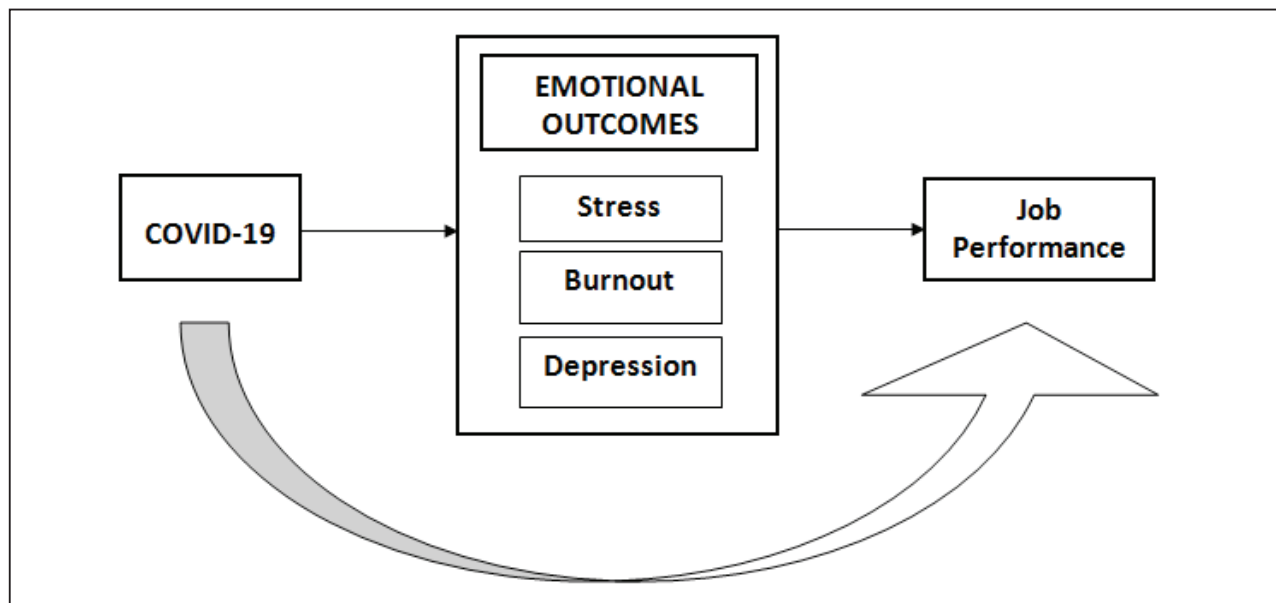 EMOTIONAL
OUTCOMES
COVID-19
Stress
Burnout
Depression
Job
Performance